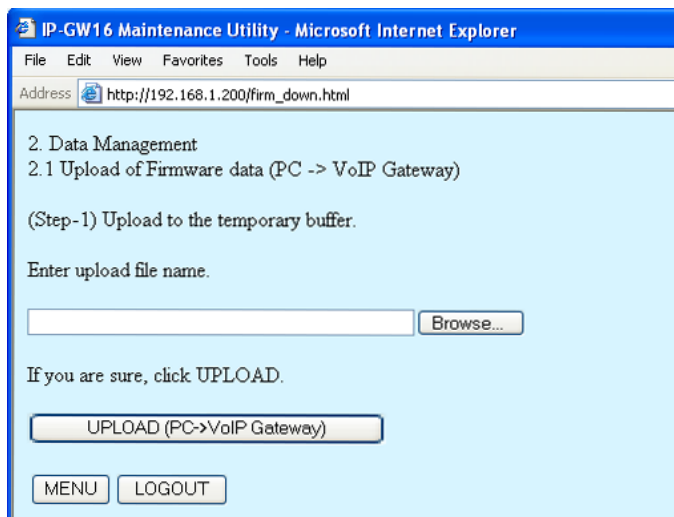 IP-GW16 Maintenance Utility - Microsoft Internet Explorer
File Edit View Favorites Tools Help
Address http://192.168.1.200/firm_down.html
2. Data Management
2.1 Upload of Firmware data (PC -> VoIP Gateway)
(Step-1) Upload to the temporary buffer.
Enter upload file name.
Browse...
If you are sure, click UPLOAD.
UPLOAD (PC->VoIP Gateway)
MENU LOGOUT